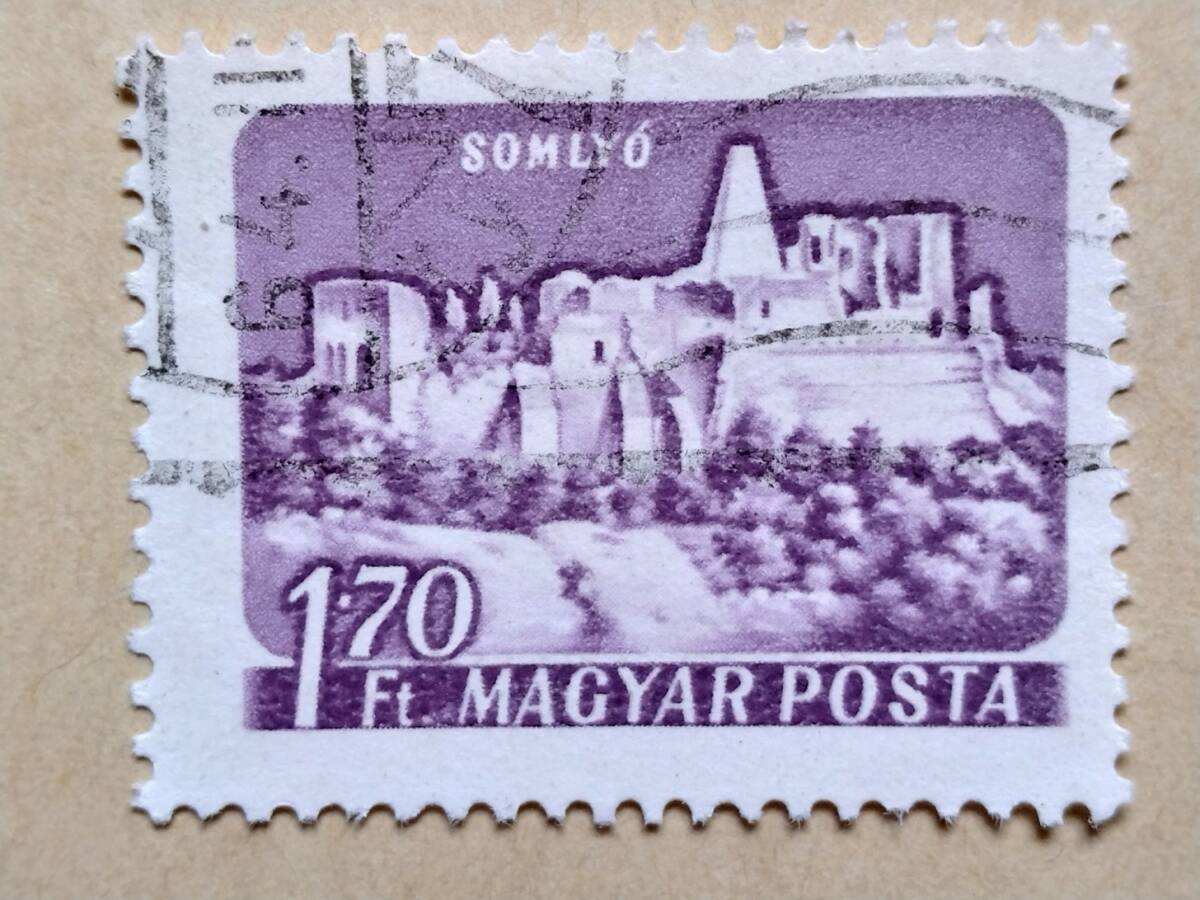 SOMLYÓ
1·70
Ft MAGYAR POSTA